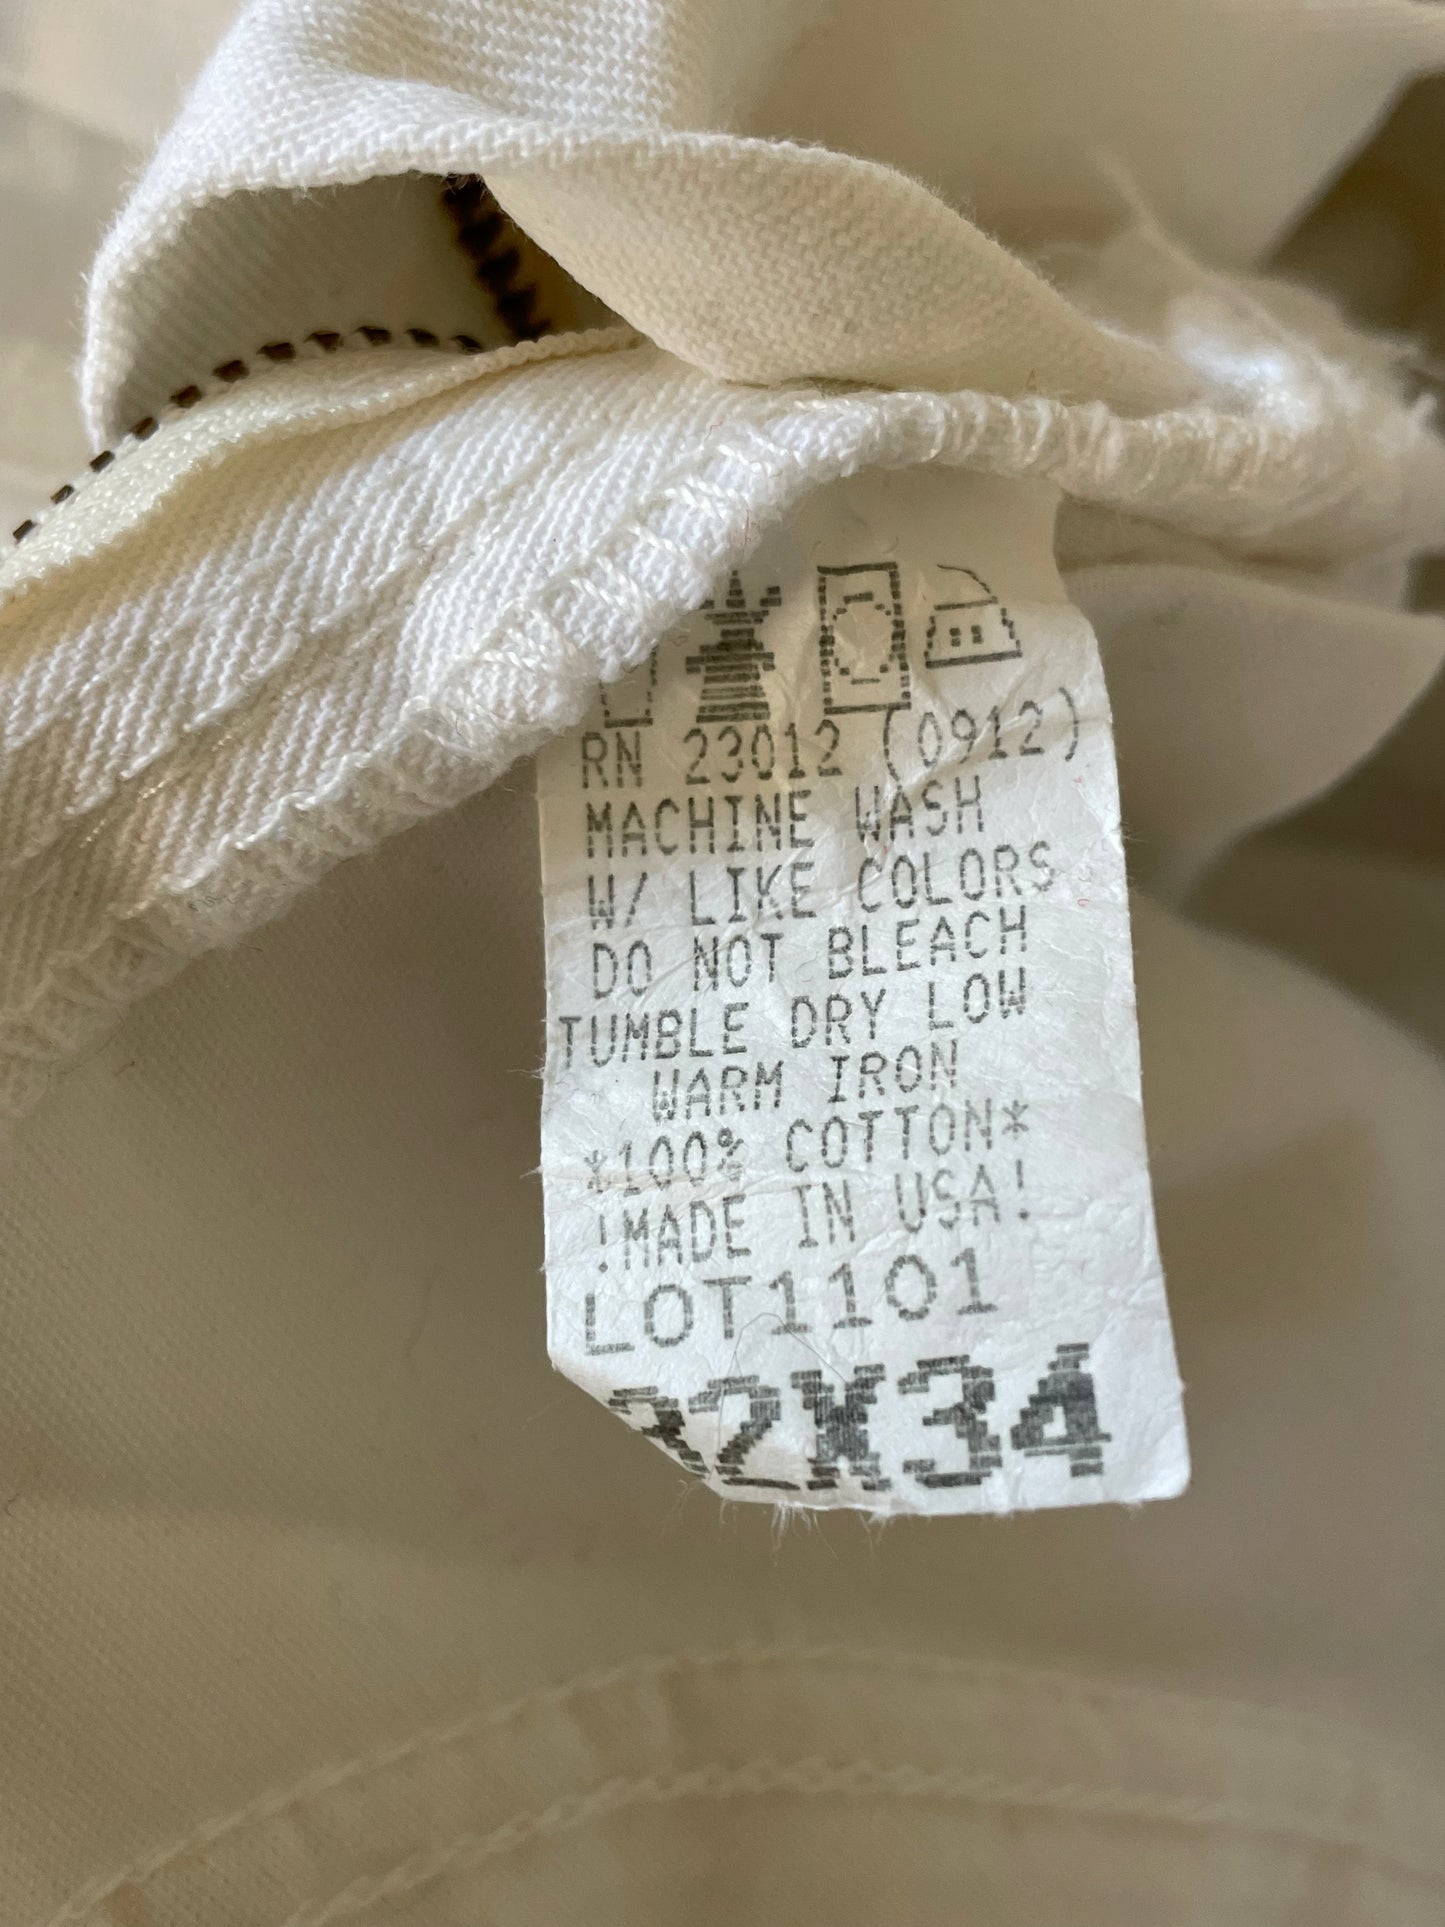 RN 23012 (0912)
MACHINE WASH
W/ LIKE COLORS
DO NOT BLEACH
TUMBLE DRY LOW
WARM IRON
*100% COTTON*
!MADE IN USA!
LOT1101
32X34